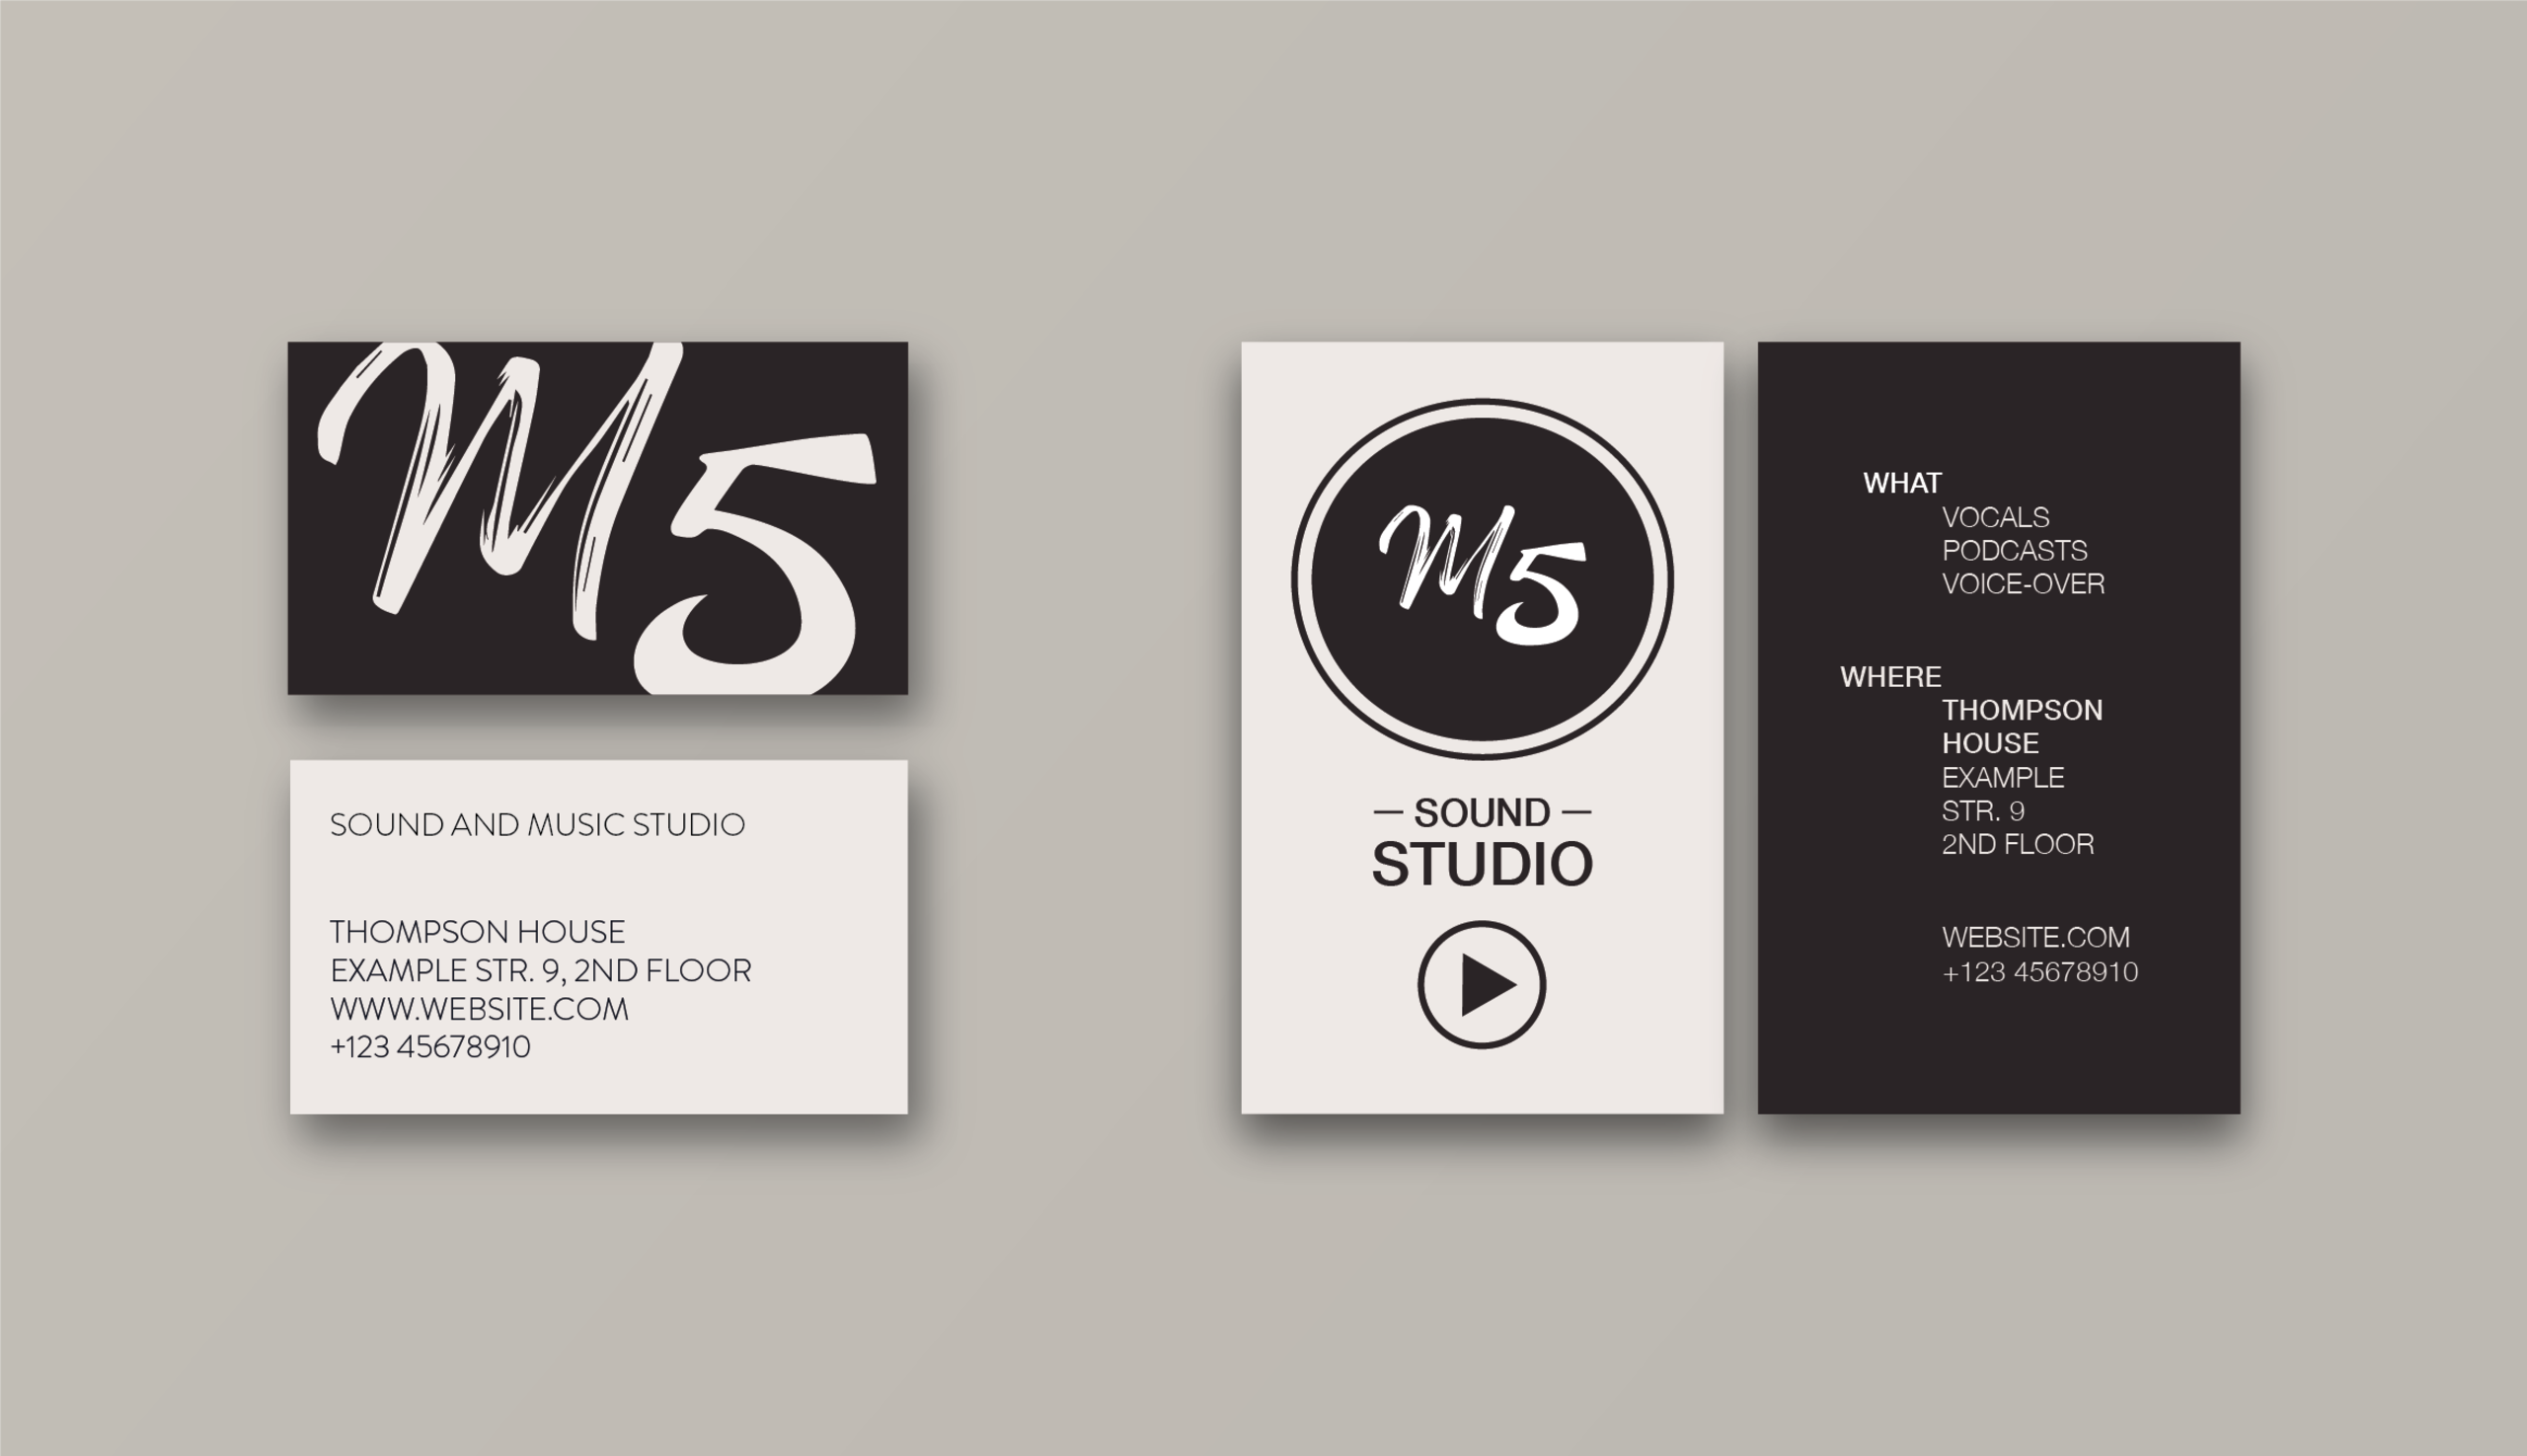 M5
SOUND AND MUSIC STUDIO
THOMPSON HOUSE
EXAMPLE STR. 9, 2ND FLOOR
WWW.WEBSITE.COM
+123 45678910
M5
— SOUND —
STUDIO
WHAT
VOCALS
PODCASTS
VOICE-OVER
WHERE
THOMPSON
HOUSE
EXAMPLE
STR. 9
2ND FLOOR
WEBSITE.COM
+123 45678910